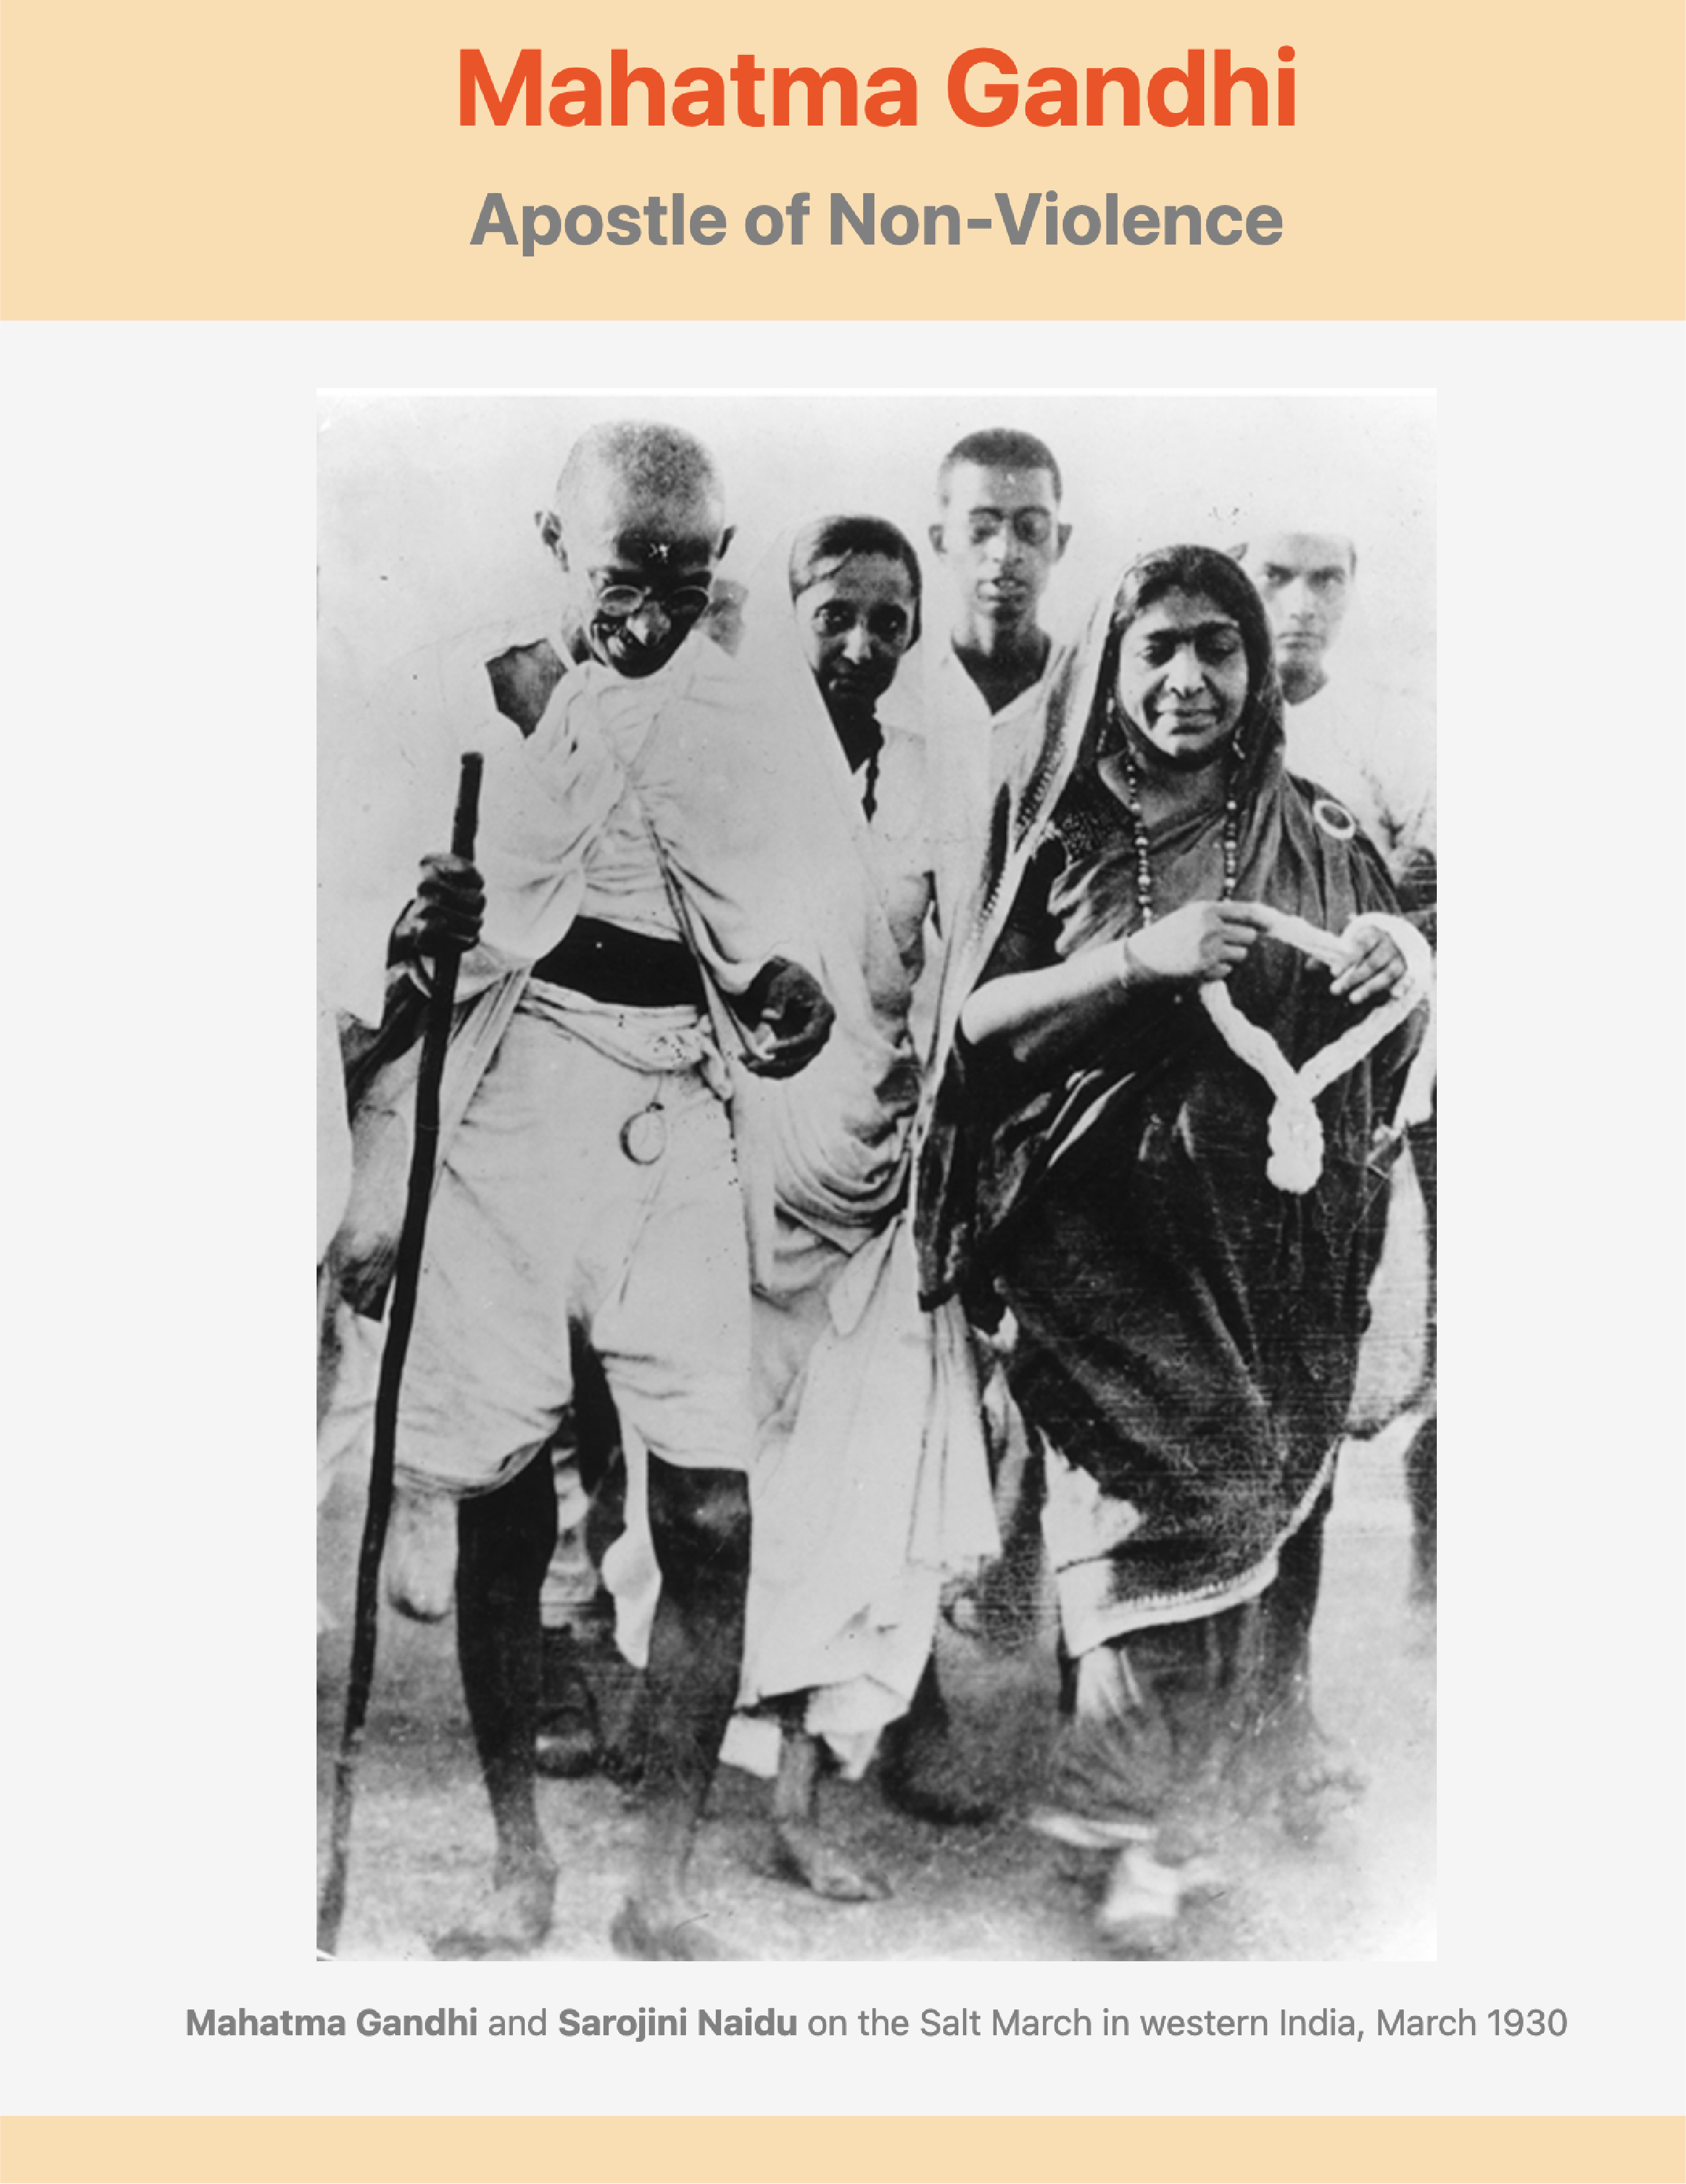 Mahatma Gandhi
Apostle of Non-Violence
Mahatma Gandhi and Sarojini Naidu on the Salt March in western India, March 1930